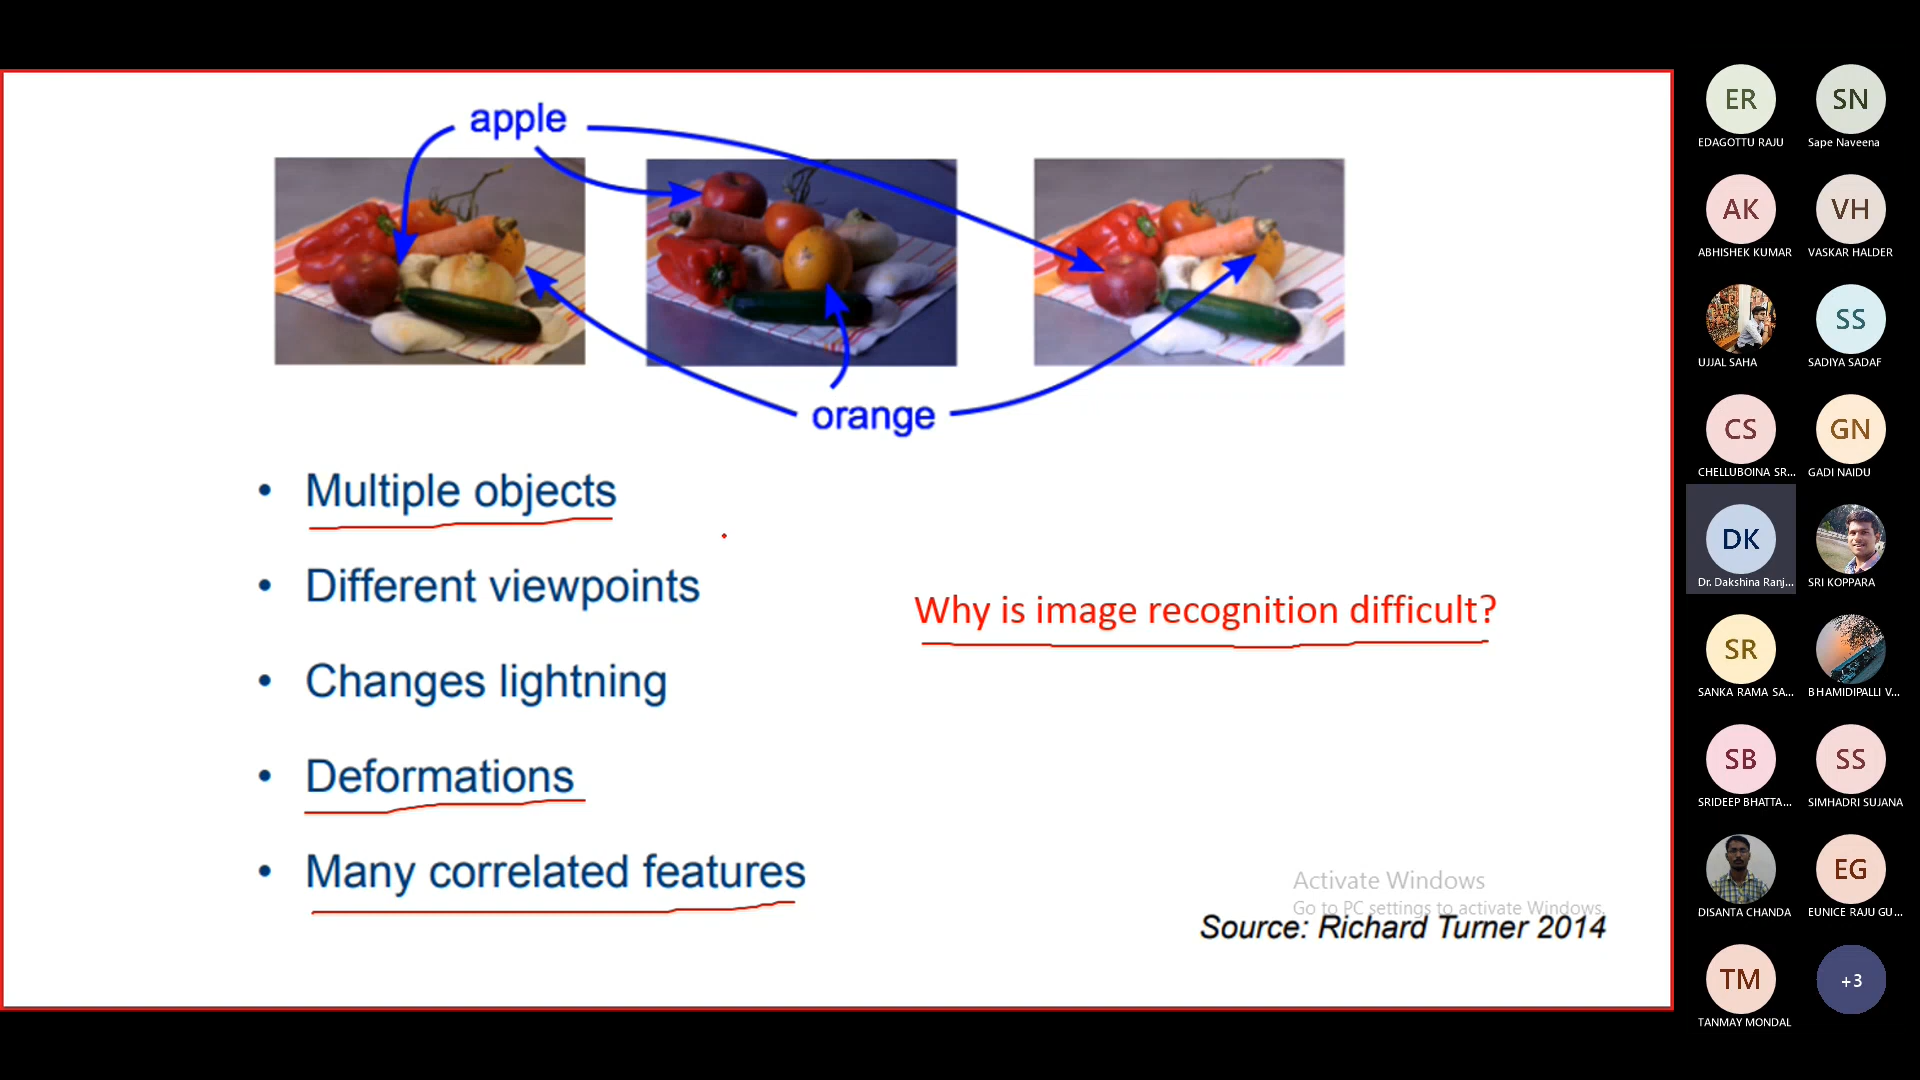 apple
orange
• Multiple objects
• Different viewpoints
• Changes lightning
• Deformations
• Many correlated features
Why is image recognition difficult?
Activate Windows
Go to PC settings to activate Windows.
Source: Richard Turner 2014
ER
EDAGOTTU RAJU
SN
Sape Naveena
AK
ABHISHEK KUMAR
VH
VASKAR HALDER
UJJAL SAHA
SS
SADIYA SADAF
CS
CHELLUBOINA SR...
GN
GADI NAIDU
DK
Dr. Dakshina Ranj...
SRI KOPPARA
SR
SANKA RAMA SA...
BHAMIDIPALLI V...
SB
SRIDEEP BHATTA...
SS
SIMHADRI SUJANA
DISANTA CHANDA
EG
EUNICE RAJU GU...
TM
TANMAY MONDAL
+3